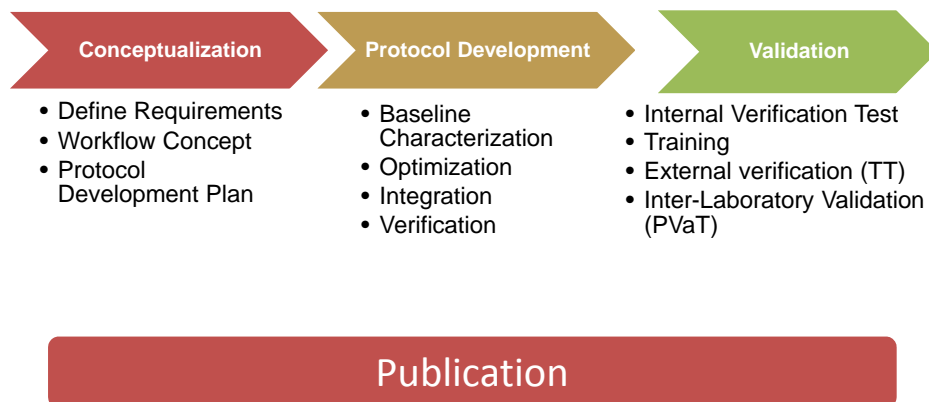 Conceptualization
Protocol Development
Validation
• Define Requirements
• Workflow Concept
• Protocol
Development Plan
• Baseline
Characterization
• Optimization
• Integration
• Verification
• Internal Verification Test
• Training
• External verification (TT)
• Inter-Laboratory Validation
(PVaT)
Publication